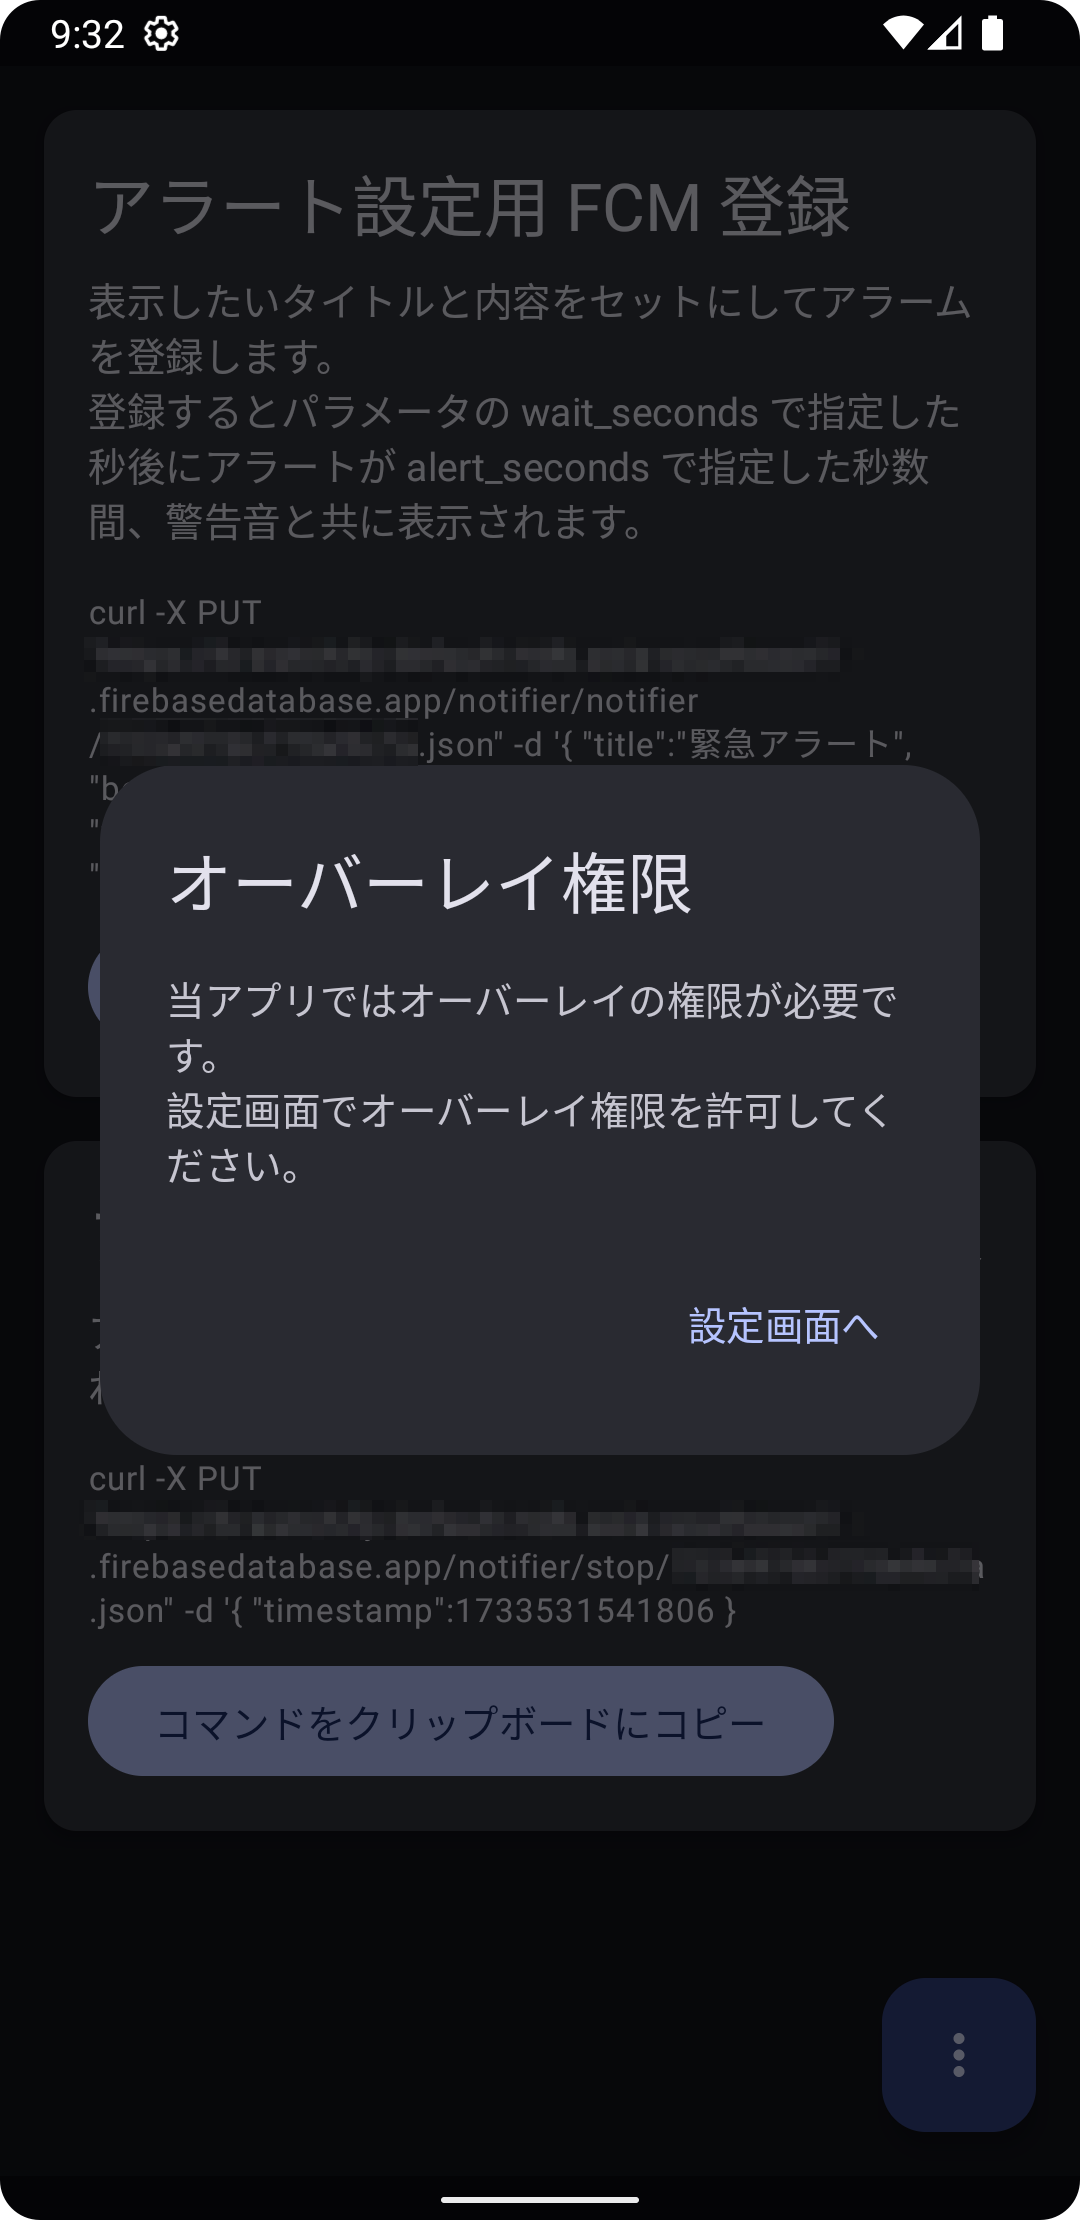 9:32
アラート設定用 FCM 登録
表示したいタイトルと内容をセットにしてアラーム
を登録します。
登録するとパラメータの wait_seconds で指定した
秒後にアラートが alert_seconds で指定した秒数
間、警告音と共に表示されます。
curl -X PUT
.firebasedatabase.app/notifier/notifier
/
.json" -d '{ "title":"緊急アラート",
"b
"
"
オーバーレイ権限
当アプリではオーバーレイの権限が必要で
す。
設定画面でオーバーレイ権限を許可してく
ださい。
設定画面へ
curl -X PUT
.firebasedatabase.app/notifier/stop/
.json" -d '{ "timestamp":1733531541806 }
コマンドをクリップボードにコピー